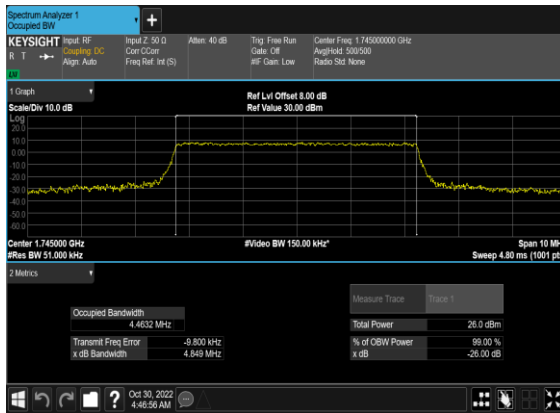 Spectrum Analyzer 1
Occupied BW
+
KEYSIGHT
R T
Input: RF
Coupling: DC
Align: Auto
Input Z: 50 Ω
Corr CCorr
Freq Ref: Int (S)
Atten: 40 dB
Trig: Free Run
Gate: Off
#IF Gain: Low
Center Freq: 1.745000000 GHz
Avg|Hold: 500/500
Radio Std: None
1 Graph
Scale/Div 10.0 dB
Ref Lvl Offset 8.00 dB
Ref Value 30.00 dBm
Log
20.0
10.0
0.00
-10.0
-20.0
-30.0
-40.0
-50.0
-60.0
Center 1.745000 GHz
#Res BW 51.000 kHz
#Video BW 150.00 kHz*
Span 10 MH
Sweep 4.80 ms (1001 pt
2 Metrics
Measure Trace
Trace 1
Occupied Bandwidth
4.4632 MHz
Total Power
26.0 dBm
Transmit Freq Error
-9.800 kHz
% of OBW Power
99.00 %
x dB Bandwidth
4.849 MHz
x dB
-26.00 dB
?
Oct 30, 2022
4:46:56 AM